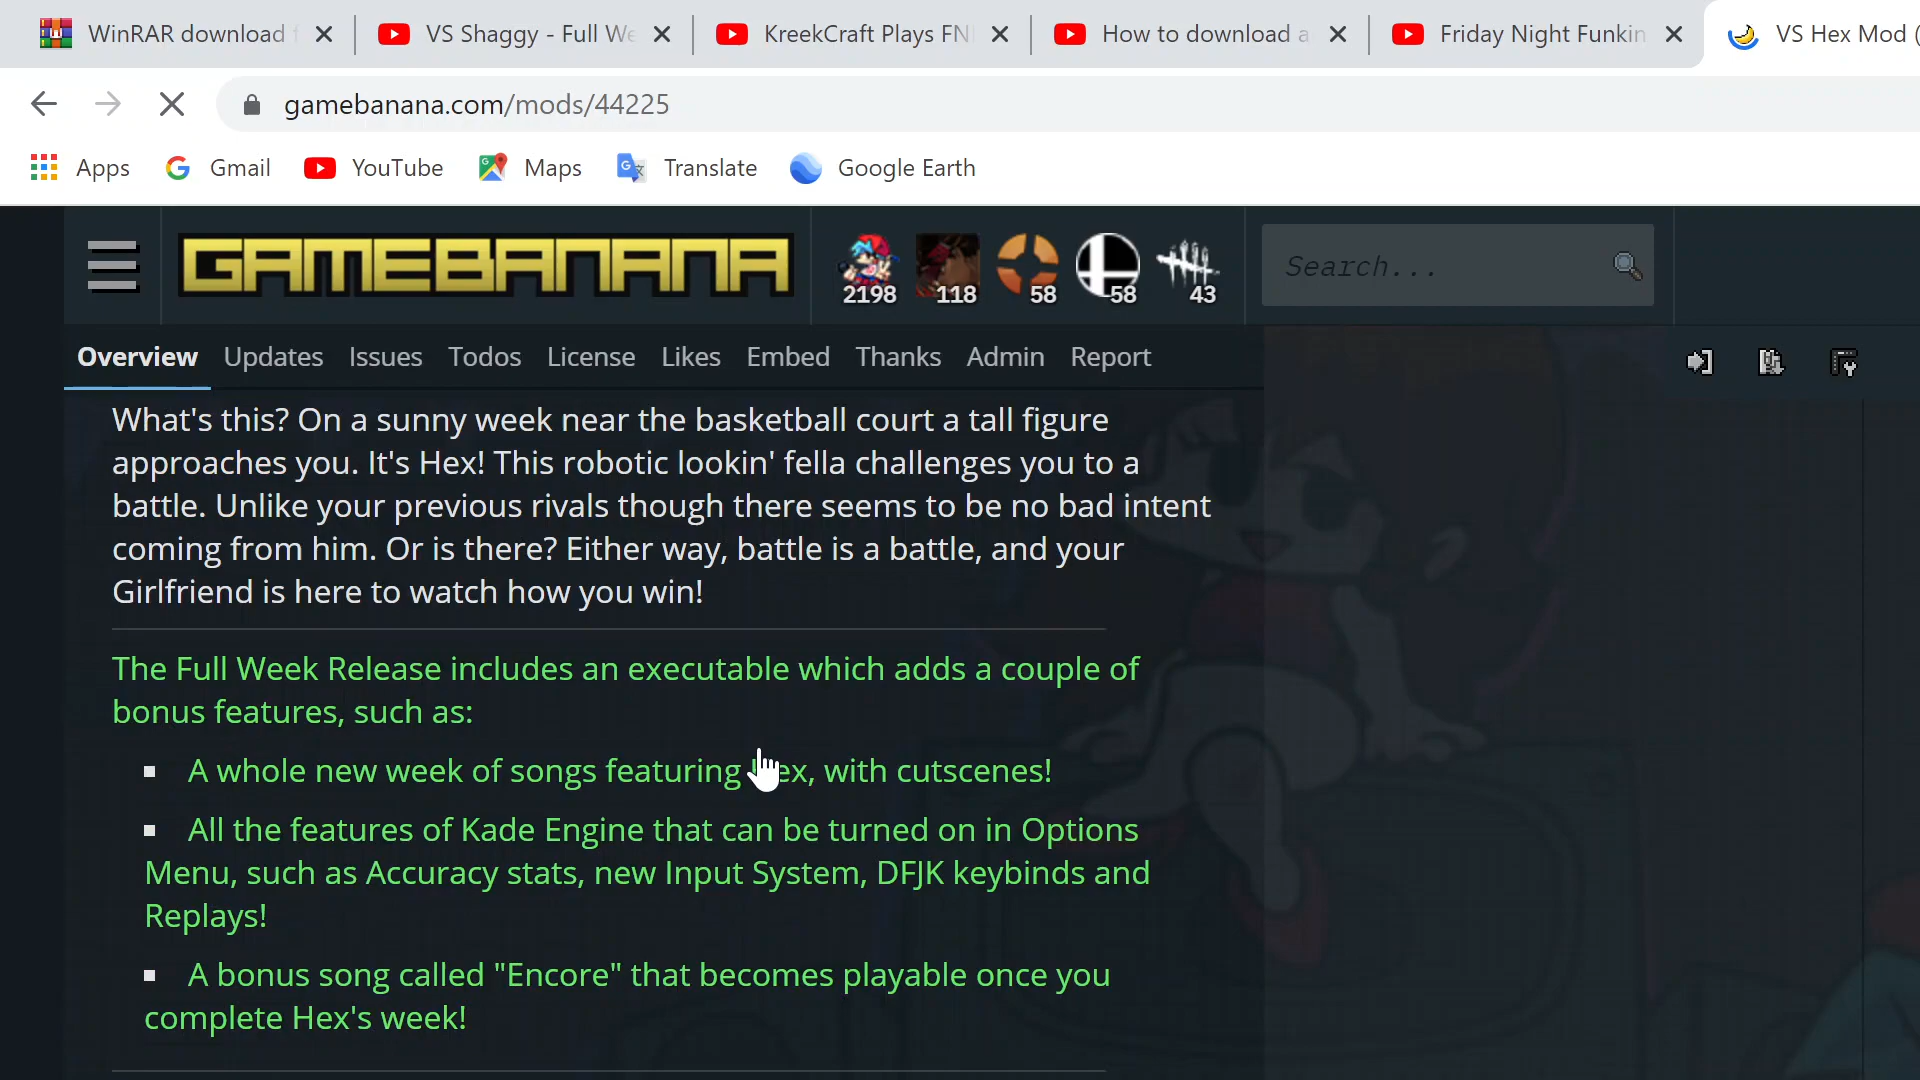 WinRAR download f
VS Shaggy - Full We
KreekCraft Plays FN
How to download a
Friday Night Funkin
VS Hex Mod (
gamebanana.com/mods/44225
Apps Gmail YouTube Maps Translate Google Earth
GAMEBANANA 2198 118 58 58 43 Search...
Overview Updates Issues Todos License Likes Embed Thanks Admin Report
What's this? On a sunny week near the basketball court a tall figure
approaches you. It's Hex! This robotic lookin' fella challenges you to a
battle. Unlike your previous rivals though there seems to be no bad intent
coming from him. Or is there? Either way, battle is a battle, and your
Girlfriend is here to watch how you win!
The Full Week Release includes an executable which adds a couple of
bonus features, such as:
A whole new week of songs featuring Hex, with cutscenes!
All the features of Kade Engine that can be turned on in Options
Menu, such as Accuracy stats, new Input System, DFJK keybinds and
Replays!
A bonus song called "Encore" that becomes playable once you
complete Hex's week!